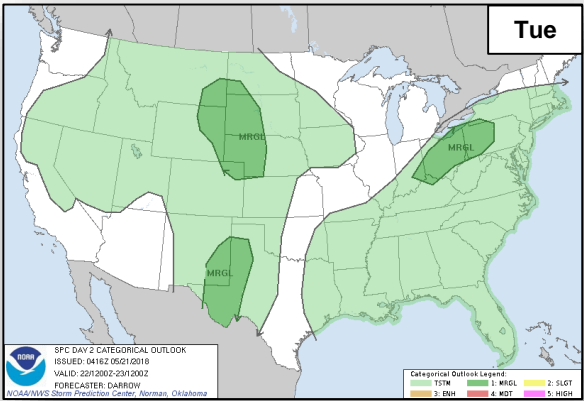 Tue
MRGL
MRGL
MRGL
NOAA
SPC DAY 2 CATEGORICAL OUTLOOK
ISSUED: 0416Z 05/21/2018
VALID: 22/1200Z-23/1200Z
FORECASTER: DARROW
NOAA/NWS Storm Prediction Center, Norman, Oklahoma
Categorical Outlook Legend:
TSTM 1: MRGL 2: SLGT
3: ENH 4: MDT 5: HIGH